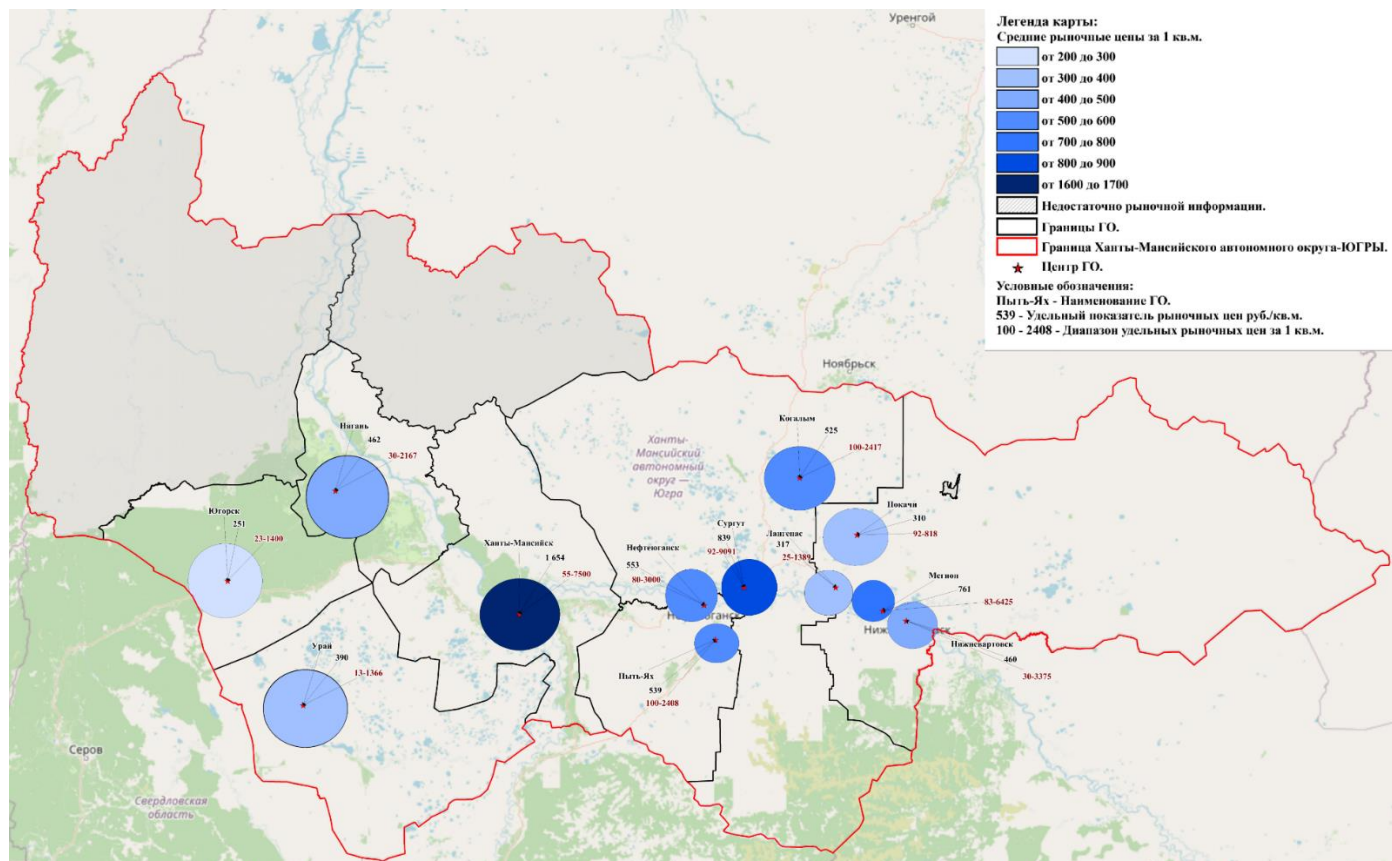 Уренгой
Легенда карты:
Средние рыночные цены за 1 кв.м.
от 200 до 300
от 300 до 400
от 400 до 500
от 500 до 600
от 700 до 800
от 800 до 900
от 1600 до 1700
Недостаточно рыночной информации.
Границы ГО.
Граница Ханты-Мансийского автономного округа-ЮГРЫ.
Центр ГО.
Условные обозначения:
Пыть-Ях - Наименование ГО.
539 - Удельный показатель рыночных цен руб./кв.м.
100 - 2408 - Диапазон удельных рыночных цен за 1 кв.м.
Ноябрьск
Ханты-
Мансийский
автономный
округ —
Югра
Нягань
462
30-2167
Когалым
525
100-2417
Югорск
251
23-1400
Покачи
310
92-818
Ханты-Мансийск
1 654
55-7500
Нефтеюганск
553
80-3000
Сургут
839
92-9091
Лангепас
317
25-1389
Мегион
761
83-6425
Нижневартовск
460
30-3375
Урай
390
13-1366
Пыть-Ях
539
100-2408
Серов
Свердловская
область